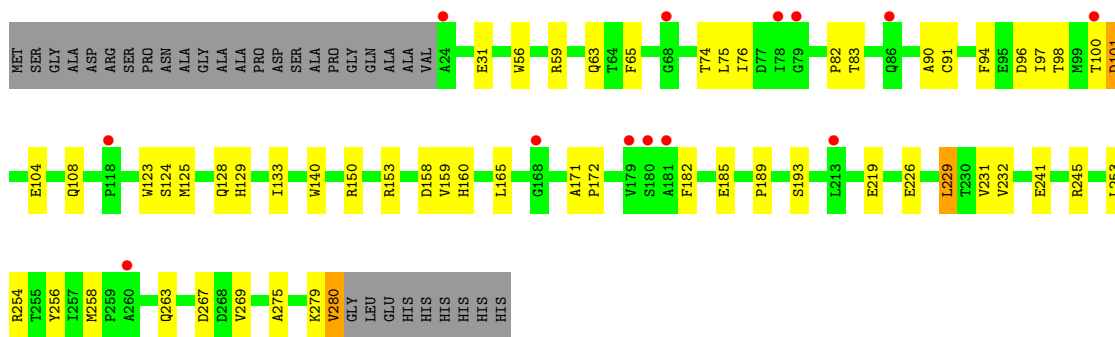 MET SER GLY ALA ASP ARG SER PRO ASN ALA GLY ALA ALA PRO ASP SER ALA PRO GLY GLN ALA ALA VAL A24 E31 W56 R59 Q63 T64 F65 G68 T74 L75 I76 D77 I78 G79 P82 T83 Q86 A90 C91 F94 E95 D96 I97 T98 M99 T100 D101
E104 Q108 P118 W123 S124 M125 Q128 H129 I133 W140 R150 R153 D158 V159 H160 L165 G168 A171 P172 V179 S180 A181 F182 E185 P189 S193 L213 E219 E226 L229 T230 V231 V232 E241 R245 L253
R254 T255 Y256 I257 M258 P259 A260 Q263 D267 D268 V269 A275 K279 V280 GLY LEU GLU HIS HIS HIS HIS HIS HIS